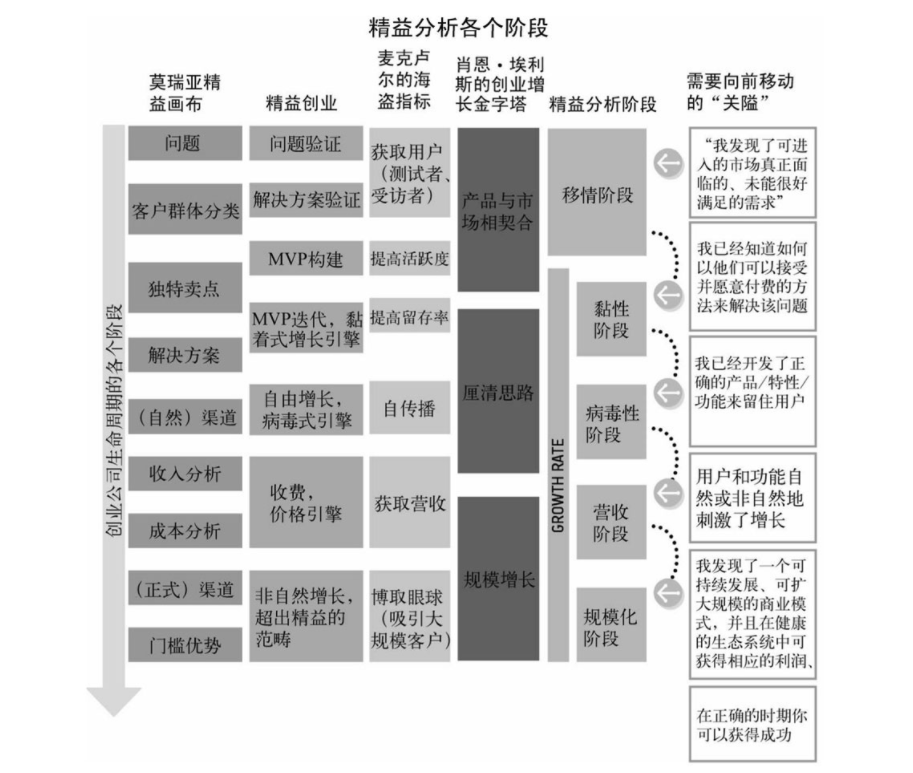 精益分析各个阶段
莫瑞亚精
益画布
精益创业
麦克卢
尔的海
盗指标
肖恩·埃利
斯的创业增
长金字塔
精益分析阶段
需要向前移动
的“关隘”
创业公司生命周期的各个阶段
问题
客户群体分类
独特卖点
解决方案
（自然）渠道
收入分析
成本分析
（正式）渠道
门槛优势
问题验证
解决方案验证
MVP构建
MVP迭代，黏
着式增长引擎
自由增长，
病毒式引擎
收费，
价格引擎
非自然增长，
超出精益的
范畴
获取用户
（测试者、
受访者）
提高活跃度
提高留存率
自传播
获取营收
博取眼球
（吸引大
规模客户）
产品与市
场相契合
厘清思路
规模增长
GROWTH RATE
移情阶段
黏性
阶段
病毒性
阶段
营收
阶段
规模化
阶段
“我发现了可进
入的市场真正面
临的、未能很好
满足的需求”
我已经知道如何
以他们可以接受
并愿意付费的方
法来解决该问题
我已经开发了正
确的产品/特性/
功能来留住用户
用户和功能自
然或非自然地
刺激了增长
我发现了一个可
持续发展、可扩
大规模的商业模
式，并且在健康
的生态系统中可
获得相应的利润、
在正确的时期你
可以获得成功